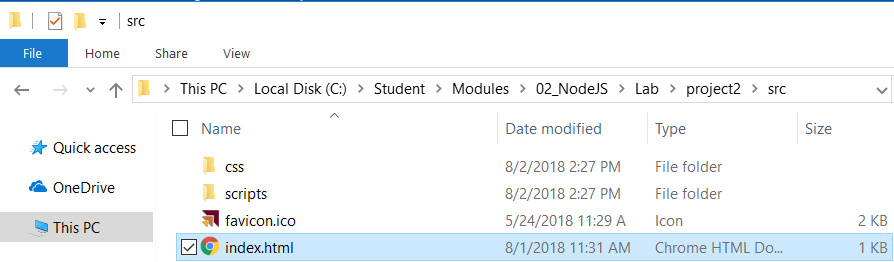 src
File Home Share View
This PC Local Disk (C:) Student Modules 02_NodeJS Lab project2 src
Name Date modified Type Size
Quick access
OneDrive
This PC
css 8/2/2018 2:27 PM File folder
scripts 8/2/2018 2:27 PM File folder
favicon.ico 5/24/2018 11:29 A Icon 2 KB
index.html 8/1/2018 11:31 AM Chrome HTML Do... 1 KB